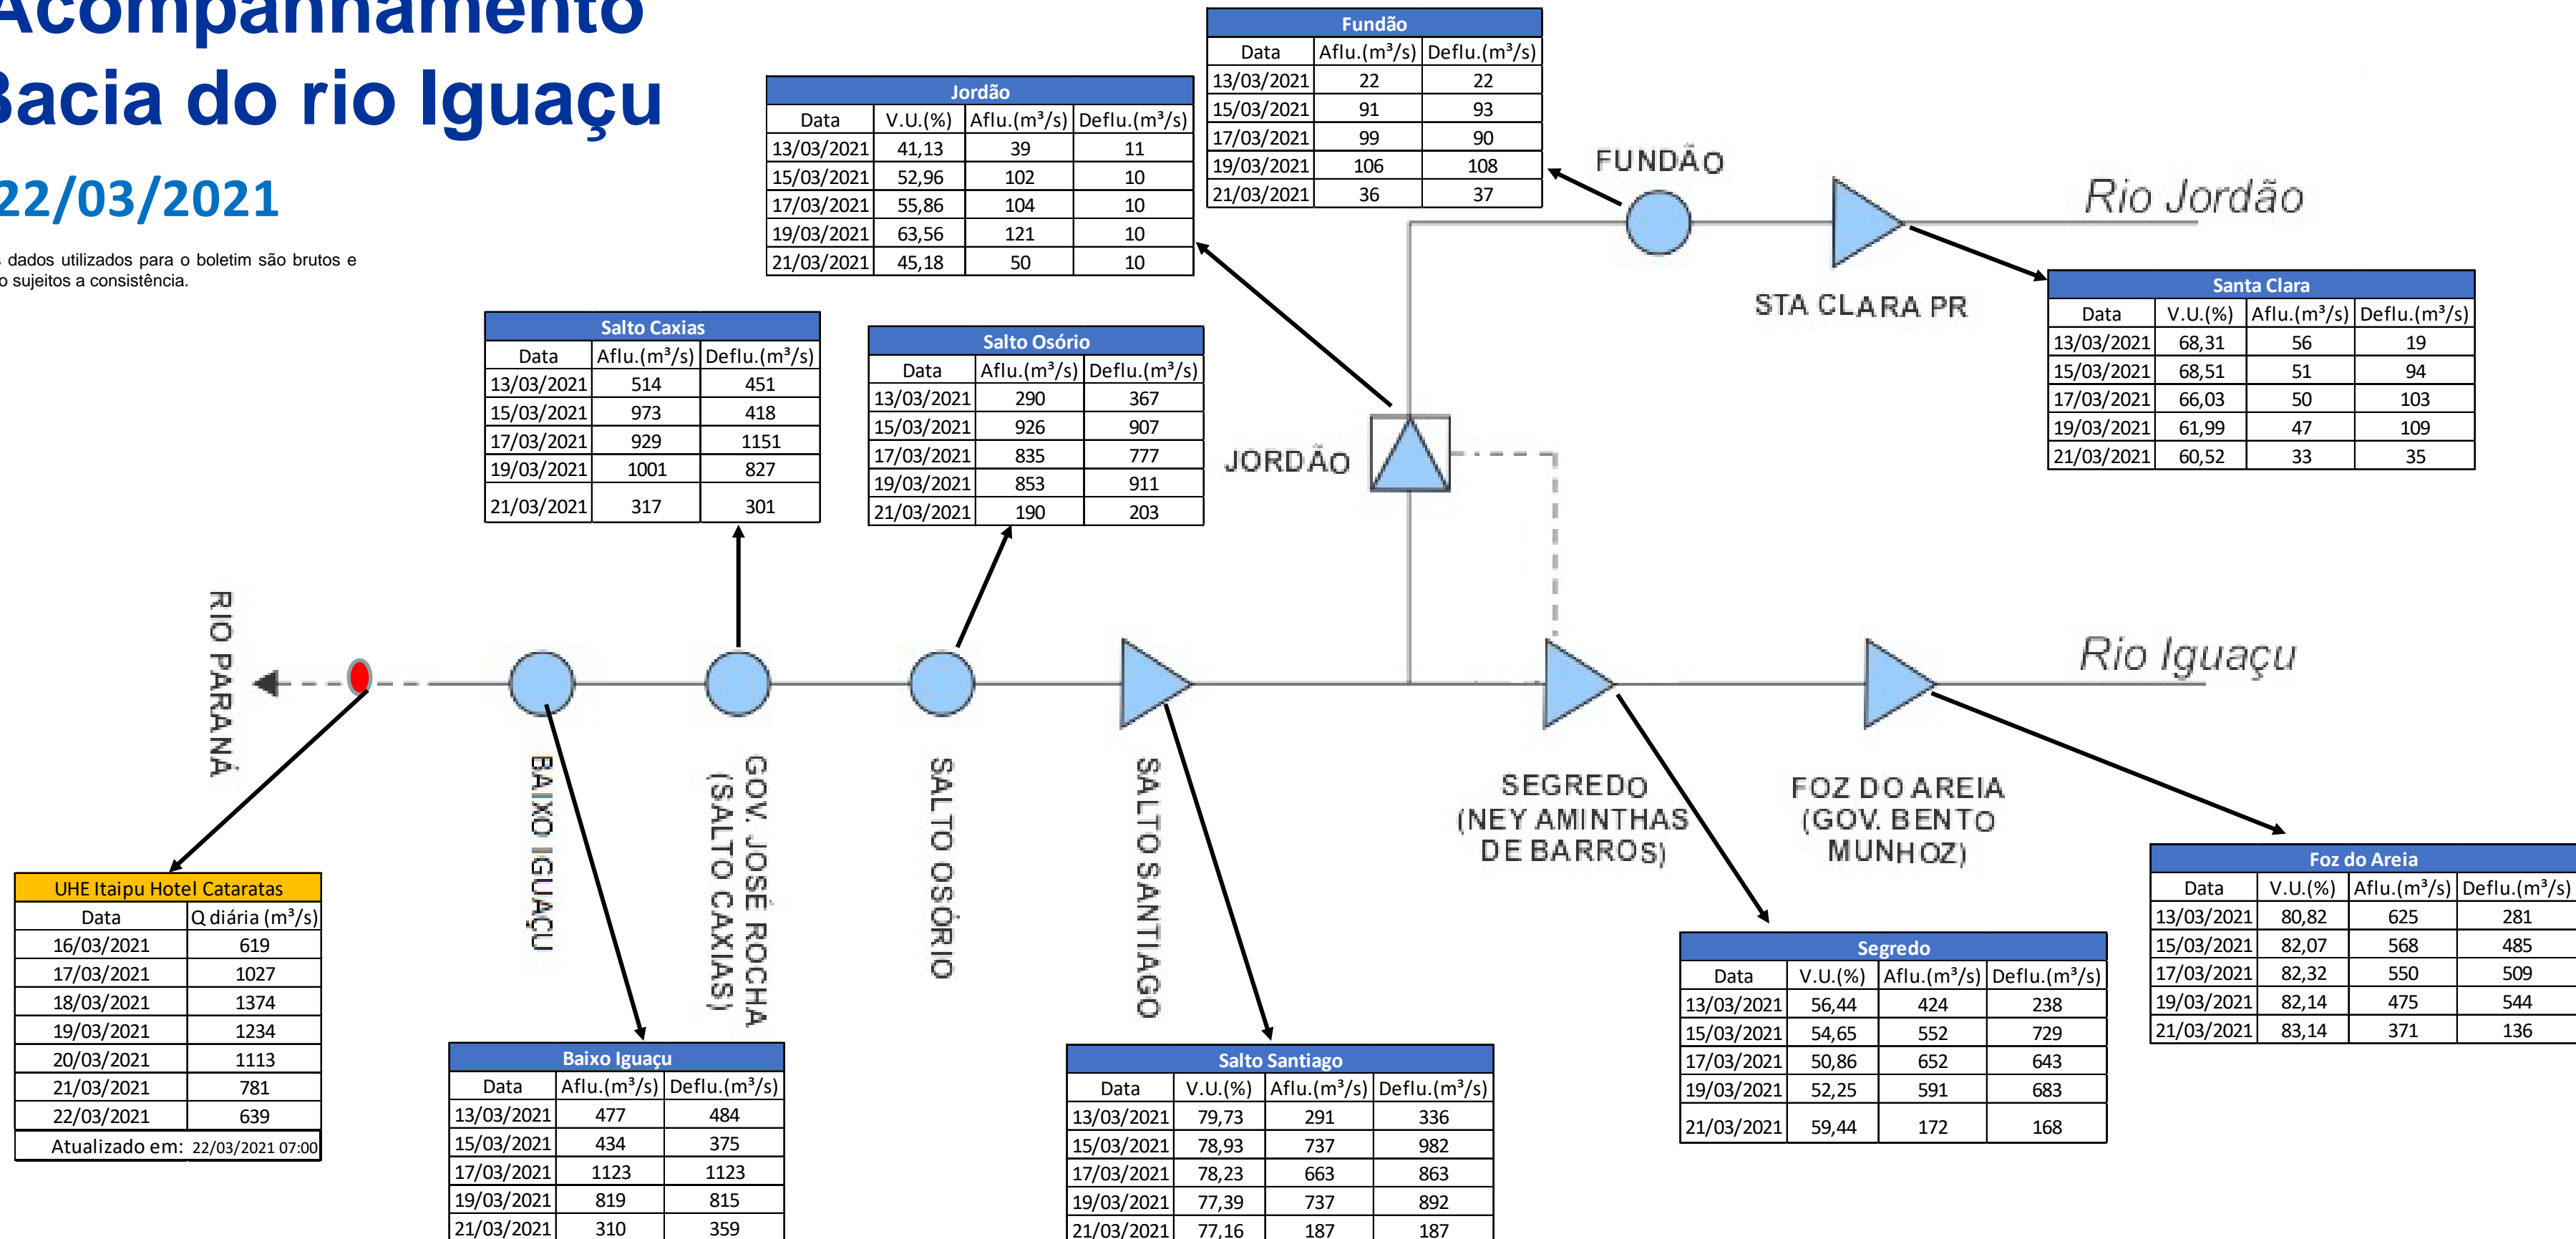 Acompanhamento
Bacia do rio Iguaçu
22/03/2021
s dados utilizados para o boletim são brutos e
o sujeitos a consistência.
Fundão
Data Aflu.(m³/s) Deflu.(m³/s)
13/03/2021 22 22
15/03/2021 91 93
17/03/2021 99 90
19/03/2021 106 108
21/03/2021 36 37
Jordão
Data V.U.(%) Aflu.(m³/s) Deflu.(m³/s)
13/03/2021 41,13 39 11
15/03/2021 52,96 102 10
17/03/2021 55,86 104 10
19/03/2021 63,56 121 10
21/03/2021 45,18 50 10
FUNDÃO
Rio Jordão
STA CLARA PR
Santa Clara
Data V.U.(%) Aflu.(m³/s) Deflu.(m³/s)
13/03/2021 68,31 56 19
15/03/2021 68,51 51 94
17/03/2021 66,03 50 103
19/03/2021 61,99 47 109
21/03/2021 60,52 33 35
Salto Caxias
Data Aflu.(m³/s) Deflu.(m³/s)
13/03/2021 514 451
15/03/2021 973 418
17/03/2021 929 1151
19/03/2021 1001 827
21/03/2021 317 301
Salto Osório
Data Aflu.(m³/s) Deflu.(m³/s)
13/03/2021 290 367
15/03/2021 926 907
17/03/2021 835 777
19/03/2021 853 911
21/03/2021 190 203
JORDÃO
RIO PARANÁ
Rio Iguaçu
BAIXO IGUAÇU
GOV. JOSÉ ROCHA
(SALTO CAXIAS)
SALTO OSÓRIO
SALTO SANTIAGO
SEGREDO
(NEY AMINTHAS
DE BARROS)
FOZ DO AREIA
(GOV. BENTO
MUNHOZ)
UHE Itaipu Hotel Cataratas
Data Q diária (m³/s)
16/03/2021 619
17/03/2021 1027
18/03/2021 1374
19/03/2021 1234
20/03/2021 1113
21/03/2021 781
22/03/2021 639
Atualizado em: 22/03/2021 07:00
Baixo Iguaçu
Data Aflu.(m³/s) Deflu.(m³/s)
13/03/2021 477 484
15/03/2021 434 375
17/03/2021 1123 1123
19/03/2021 819 815
21/03/2021 310 359
Salto Santiago
Data V.U.(%) Aflu.(m³/s) Deflu.(m³/s)
13/03/2021 79,73 291 336
15/03/2021 78,93 737 982
17/03/2021 78,23 663 863
19/03/2021 77,39 737 892
21/03/2021 77,16 187 187
Segredo
Data V.U.(%) Aflu.(m³/s) Deflu.(m³/s)
13/03/2021 56,44 424 238
15/03/2021 54,65 552 729
17/03/2021 50,86 652 643
19/03/2021 52,25 591 683
21/03/2021 59,44 172 168
Foz do Areia
Data V.U.(%) Aflu.(m³/s) Deflu.(m³/s)
13/03/2021 80,82 625 281
15/03/2021 82,07 568 485
17/03/2021 82,32 550 509
19/03/2021 82,14 475 544
21/03/2021 83,14 371 136